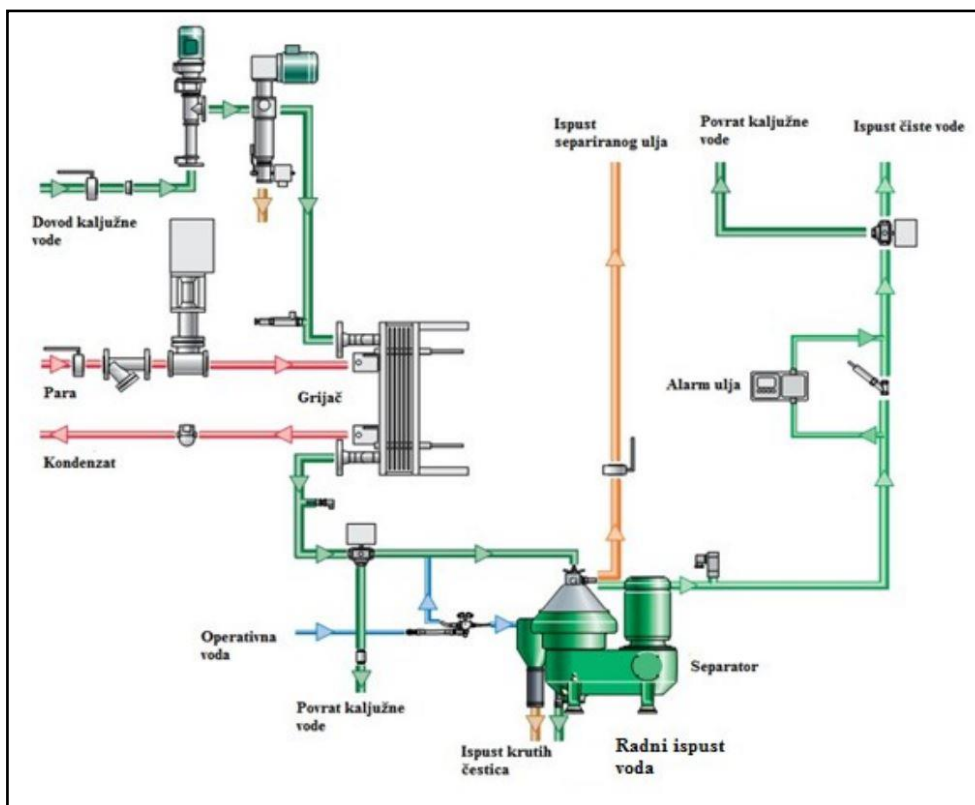 Ispust
separiranog ulja
Povrat kaljužne
vode
Ispust čiste vode
Dovod kaljužne
vode
Para
Grijač
Alarm ulja
Kondenzat
Operativna
voda
Separator
Povrat kaljužne
vode
Ispust krutih
čestica
Radni ispust
voda